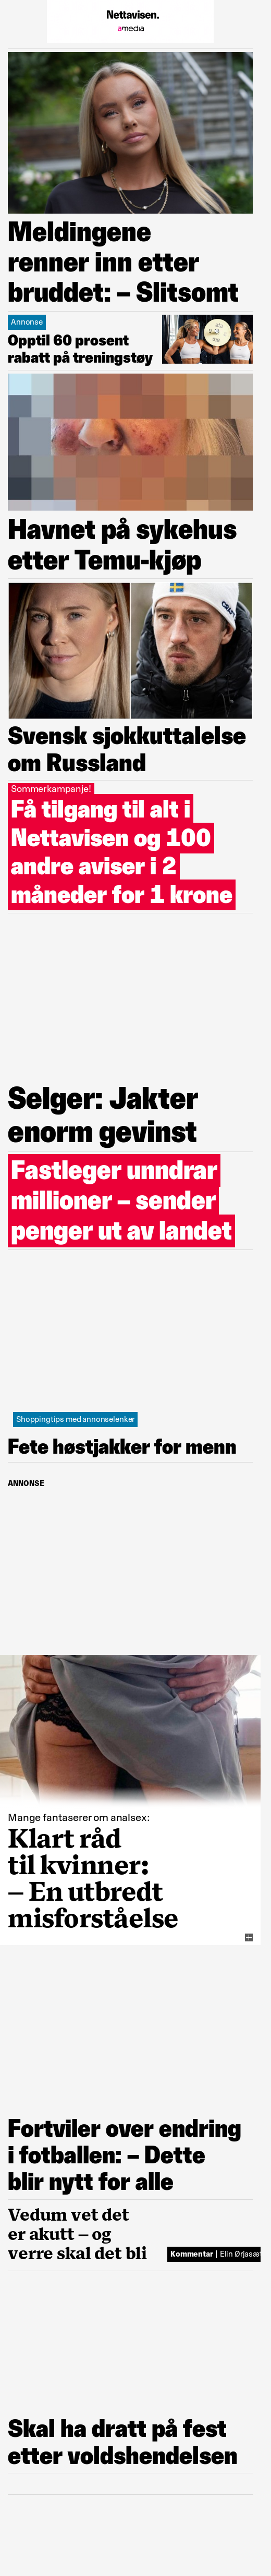 Nettavisen.
amedia
Meldingene
renner inn etter
bruddet: – Slitsomt
Annonse
Opptil 60 prosent
rabatt på treningstøy
Havnet på sykehus
etter Temu-kjøp
Svensk sjokkuttalelse
om Russland
Sommerkampanje!
Få tilgang til alt i
Nettavisen og 100
andre aviser i 2
måneder for 1 krone
Selger: Jakter
enorm gevinst
Fastleger unndrar
millioner – sender
penger ut av landet
Shoppingtips med annonselenker
Fete høstjakker for menn
ANNONSE
Mange fantaserer om analsex:
Klart råd
til kvinner:
– En utbredt
misforståelse
Fortviler over endring
i fotballen: – Dette
blir nytt for alle
Vedum vet det
er akutt – og
verre skal det bli
Kommentar | Elin Ørjasæ
Skal ha dratt på fest
etter voldshendelsen